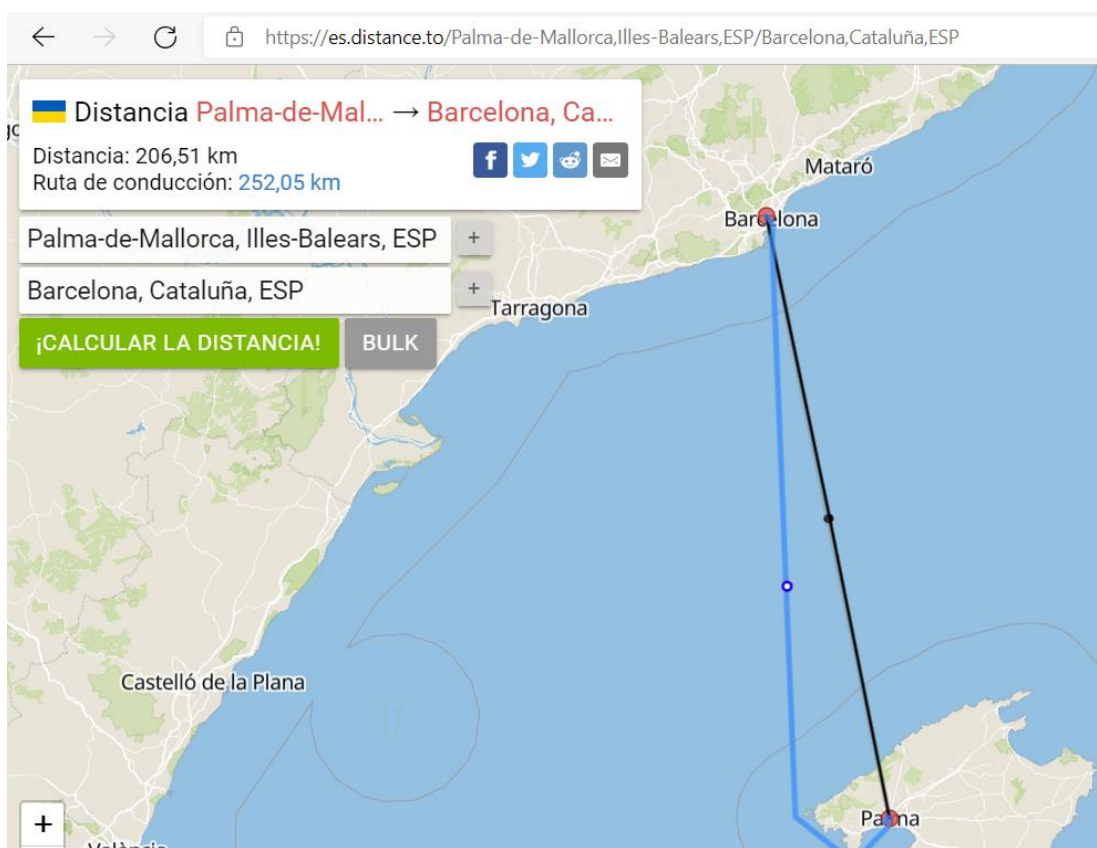 https://es.distance.to/Palma-de-Mallorca,Illes-Balears,ESP/Barcelona,Cataluña,ESP
Distancia Palma-de-Mal... → Barcelona, Ca...
Distancia: 206,51 km
Ruta de conducción: 252,05 km
f
Palma-de-Mallorca, Illes-Balears, ESP +
Barcelona, Cataluña, ESP +
¡CALCULAR LA DISTANCIA! BULK
Mataró
Barcelona
Tarragona
Castelló de la Plana
Palma
+
València